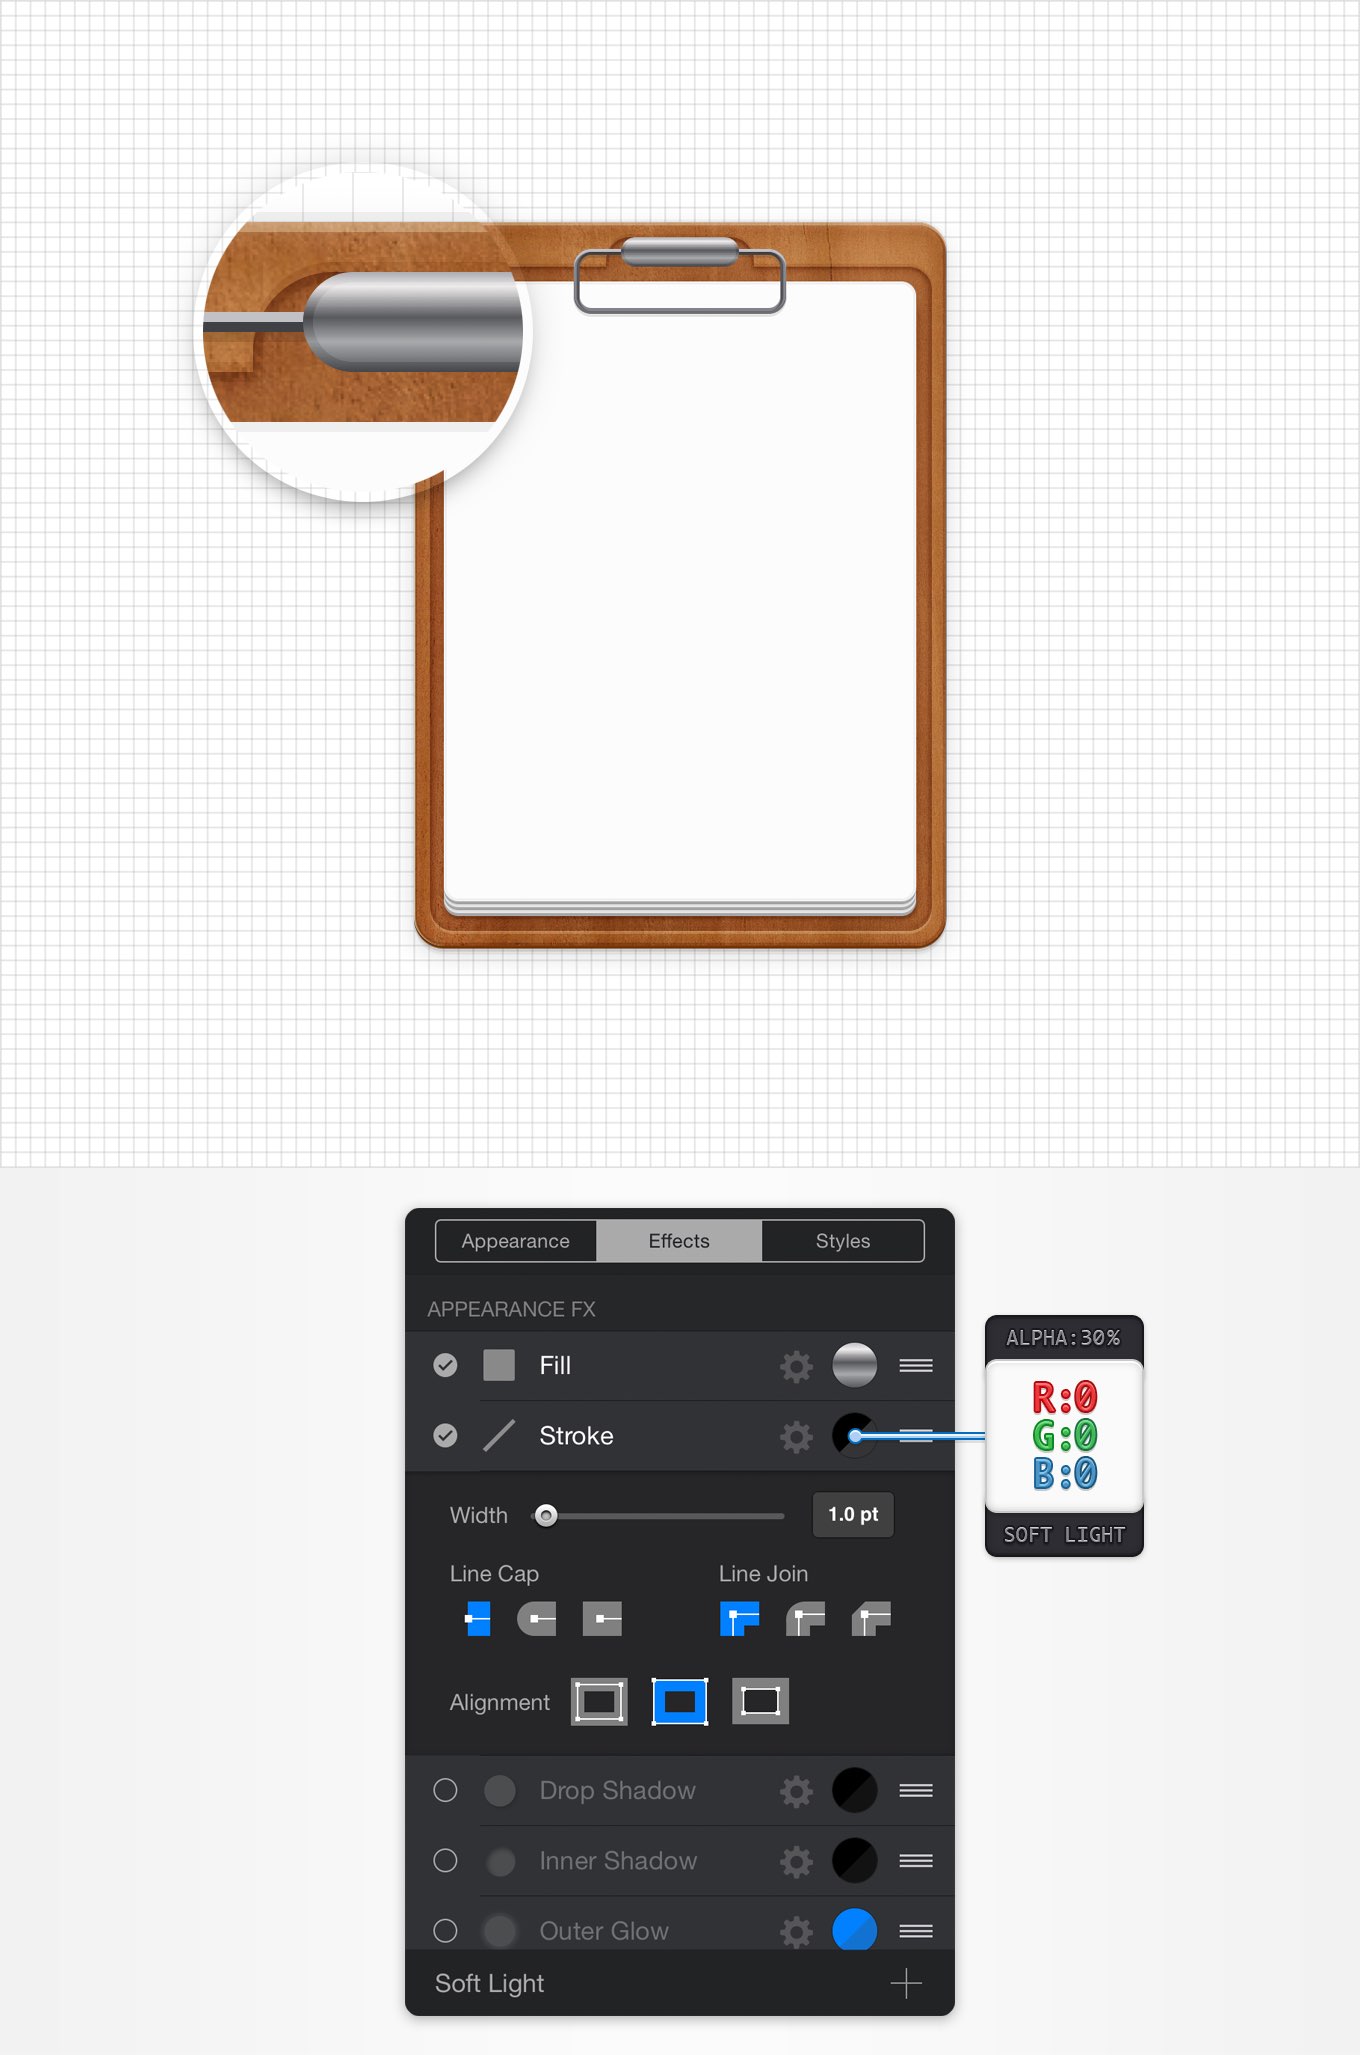 Appearance Effects Styles
APPEARANCE FX
Fill
Stroke
ALPHA:30%
R:0
G:0
B:0
SOFT LIGHT
Width 1.0 pt
Line Cap Line Join
Alignment
Drop Shadow
Inner Shadow
Outer Glow
Soft Light